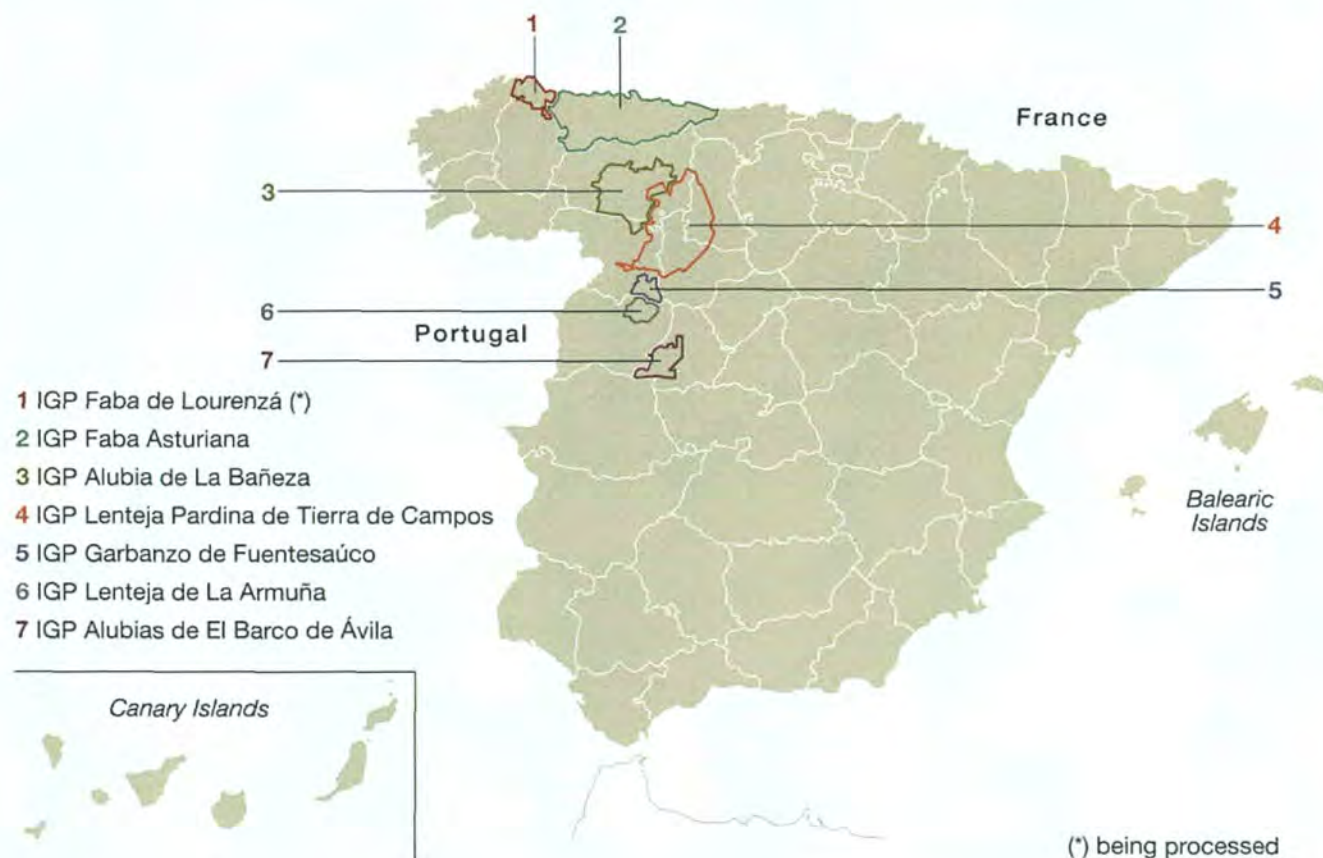 1
2
France
3
4
5
6
Portugal
7
1 IGP Faba de Lourenzá (*)
2 IGP Faba Asturiana
3 IGP Alubia de La Bañeza
4 IGP Lenteja Pardina de Tierra de Campos
5 IGP Garbanzo de Fuentesaúco
6 IGP Lenteja de La Armuña
7 IGP Alubias de El Barco de Ávila
Balearic
Islands
Canary Islands
(*) being processed